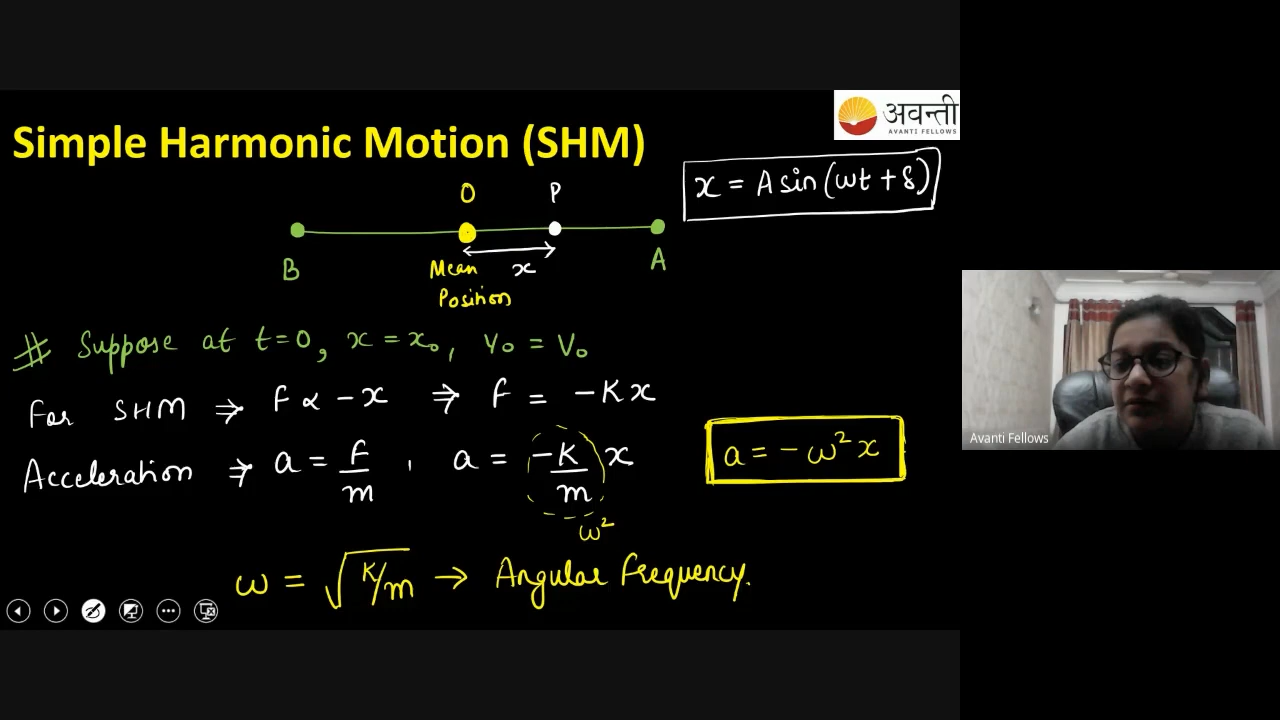 अवन्ती
AVANTI FELLOWS
Simple Harmonic Motion (SHM)
x = A sin (ωt + δ)
O P
B Mean x A
Position
# Suppose at t=0, x = x₀, V₀ = V₀
For SHM ⇒ F ∝ -x ⇒ F = -Kx
Acceleration ⇒ a = F/m , a = -K/m x
ω²
a = -ω²x
ω = √K/m → Angular Frequency.
Avanti Fellows